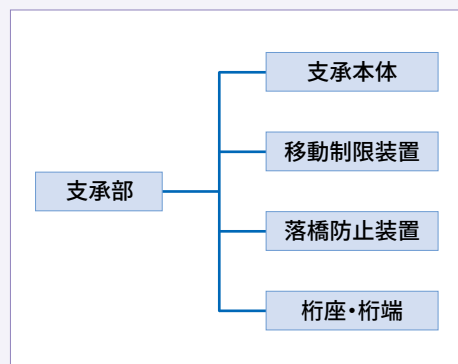 支承本体
移動制限装置
支承部
落橋防止装置
桁座・桁端